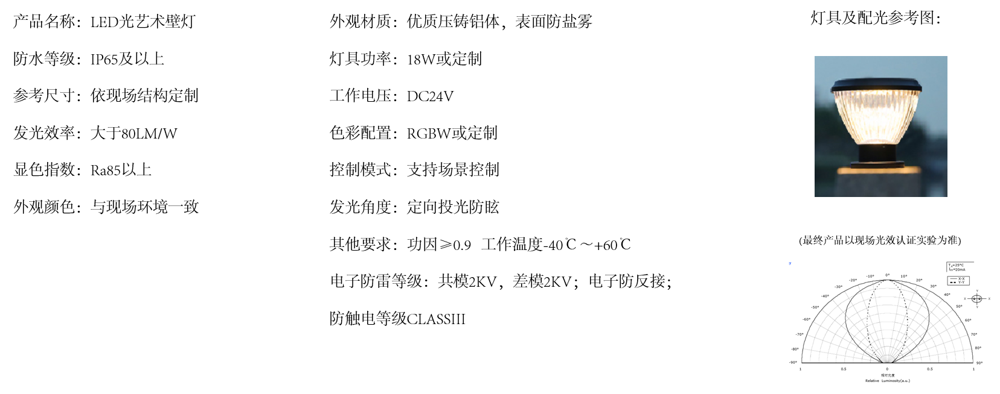 产品名称：LED光艺术壁灯
防水等级：IP65及以上
参考尺寸：依现场结构定制
发光效率：大于80LM/W
显色指数：Ra85以上
外观颜色：与现场环境一致
外观材质：优质压铸铝体，表面防盐雾
灯具功率：18W或定制
工作电压：DC24V
色彩配置：RGBW或定制
控制模式：支持场景控制
发光角度：定向投光防眩
其他要求：功因≥0.9 工作温度-40℃～+60℃
电子防雷等级：共模2KV，差模2KV；电子防反接；
防触电等级CLASSIII
灯具及配光参考图：
(最终产品以现场光效认证实验为准)
y
TA=25°C
IF=20mA
X-X
Y-Y
Y
X X
Y
-90° -80° -70° -60° -50° -40° -30° -20° -10° 0° 10° 20° 30° 40° 50° 60° 70° 80° 90°
1 0.5 0 0.5 1
相对光度
Relative Luminosity(a.u.)